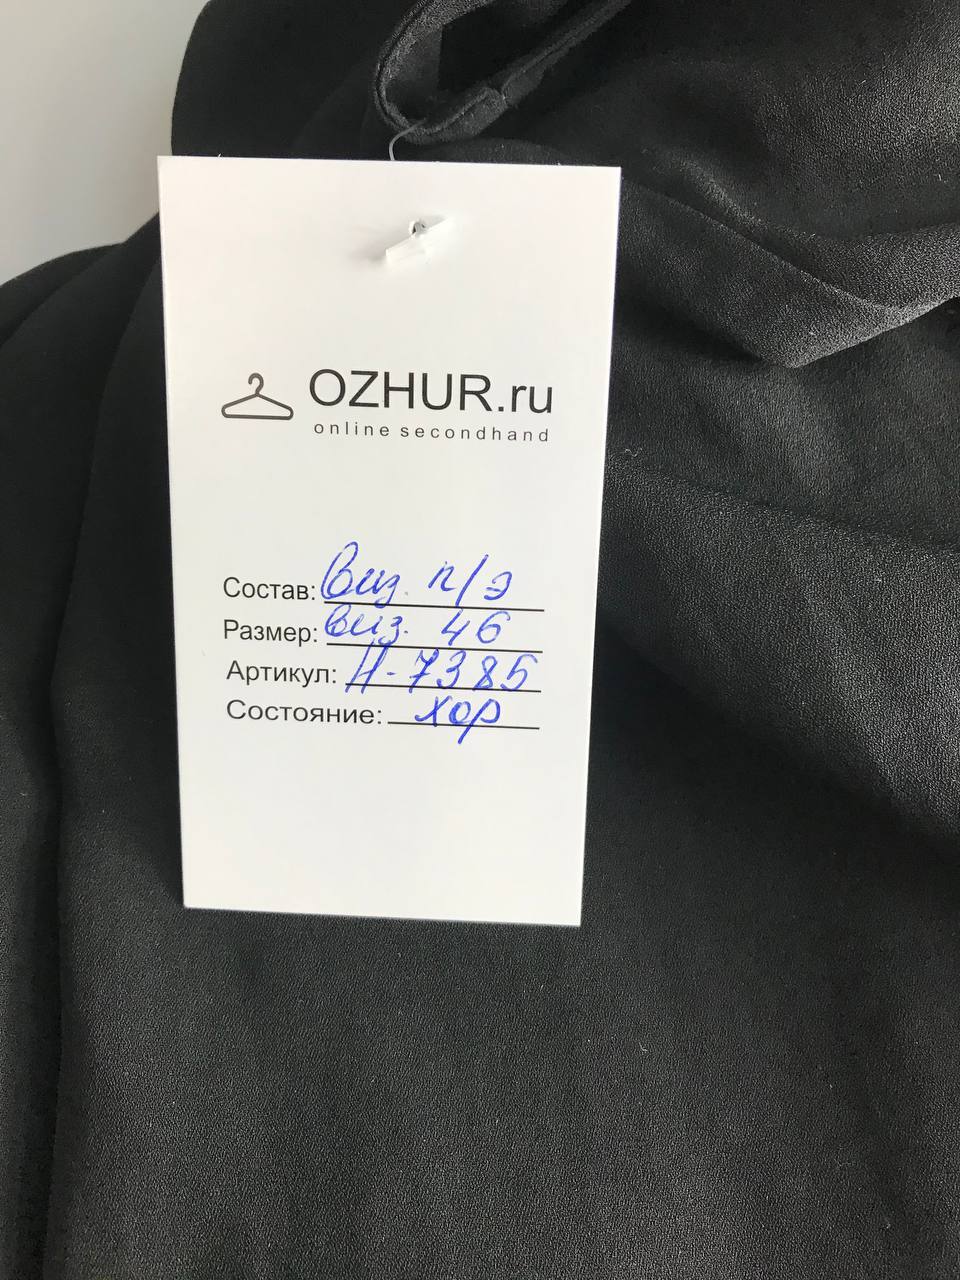 OZHUR.ru
online secondhand
Состав: Виз. п/э
Размер: виз. 46
Артикул: Н-7385
Состояние: хор